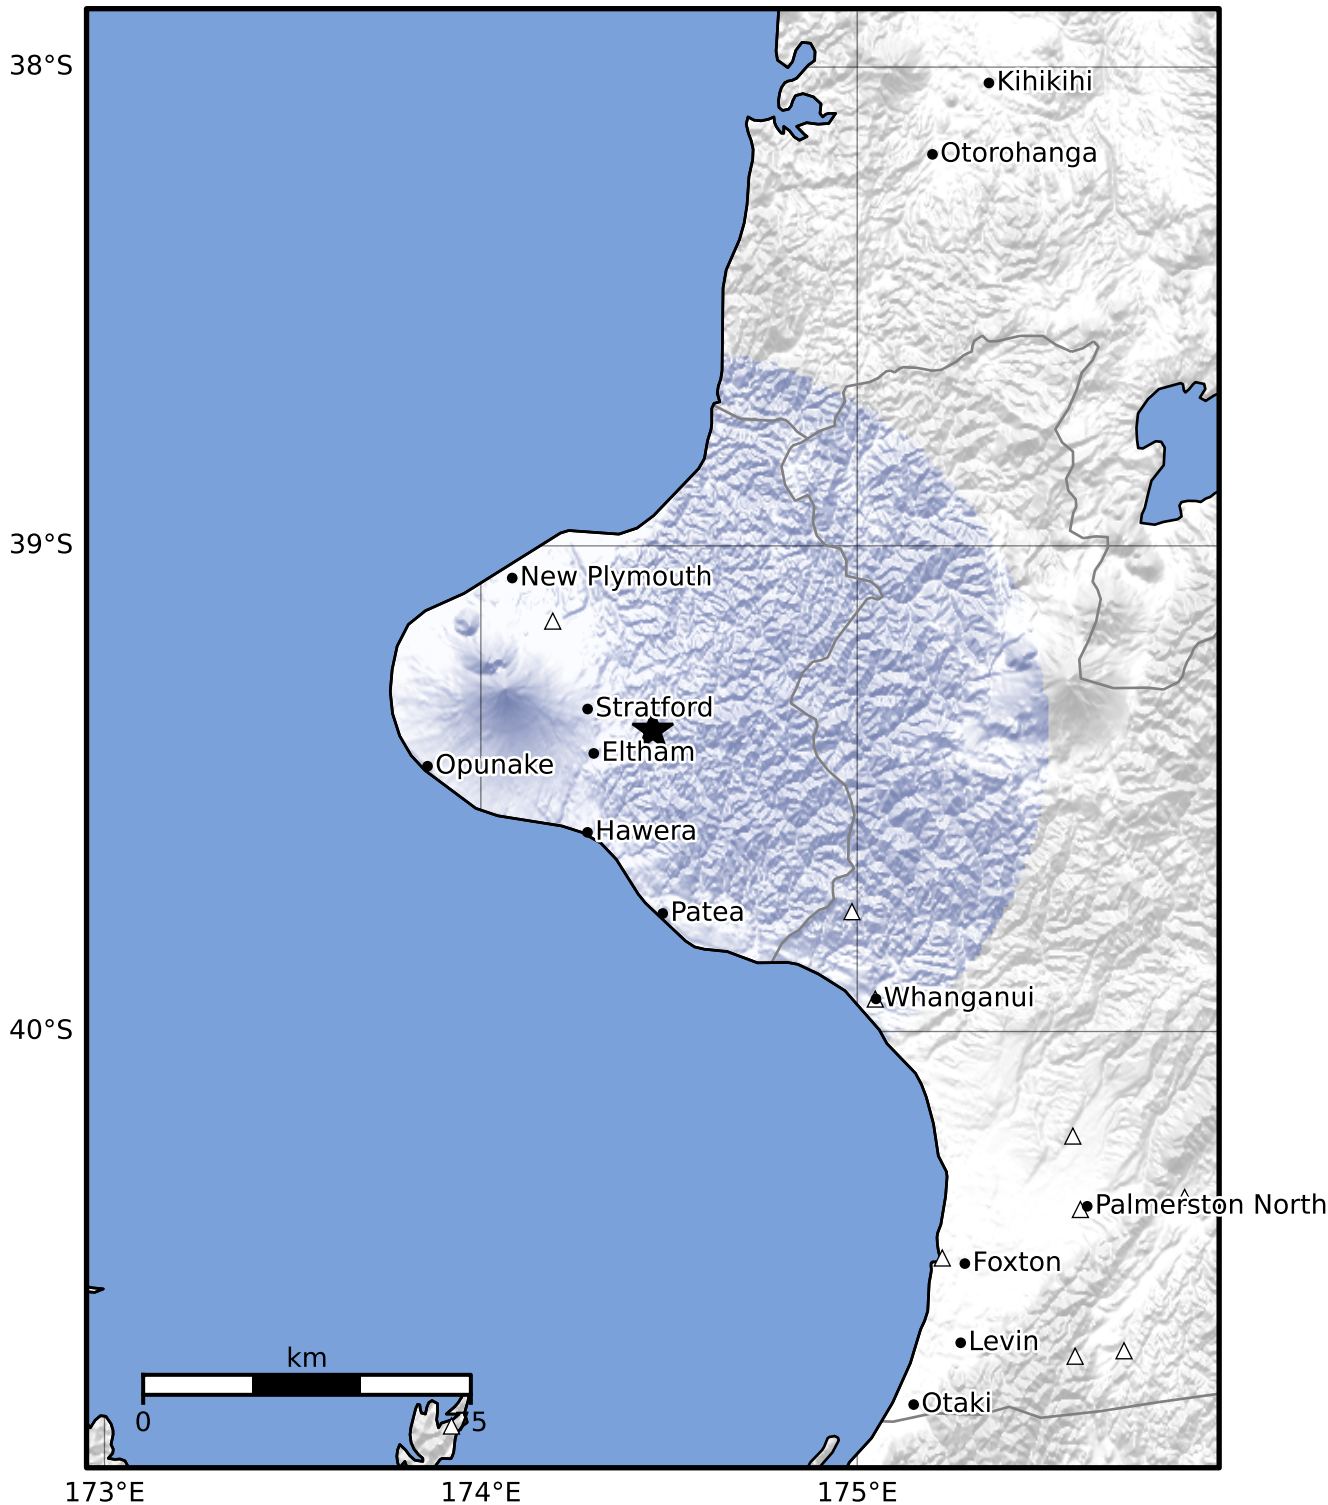 38°S
Kihikihi
Otorohanga
39°S
New Plymouth
Stratford
Eltham
Opunake
Hawera
Patea
Whanganui
40°S
Palmerston North
Foxton
Levin
km
Otaki
0
5
173°E
174°E
175°E